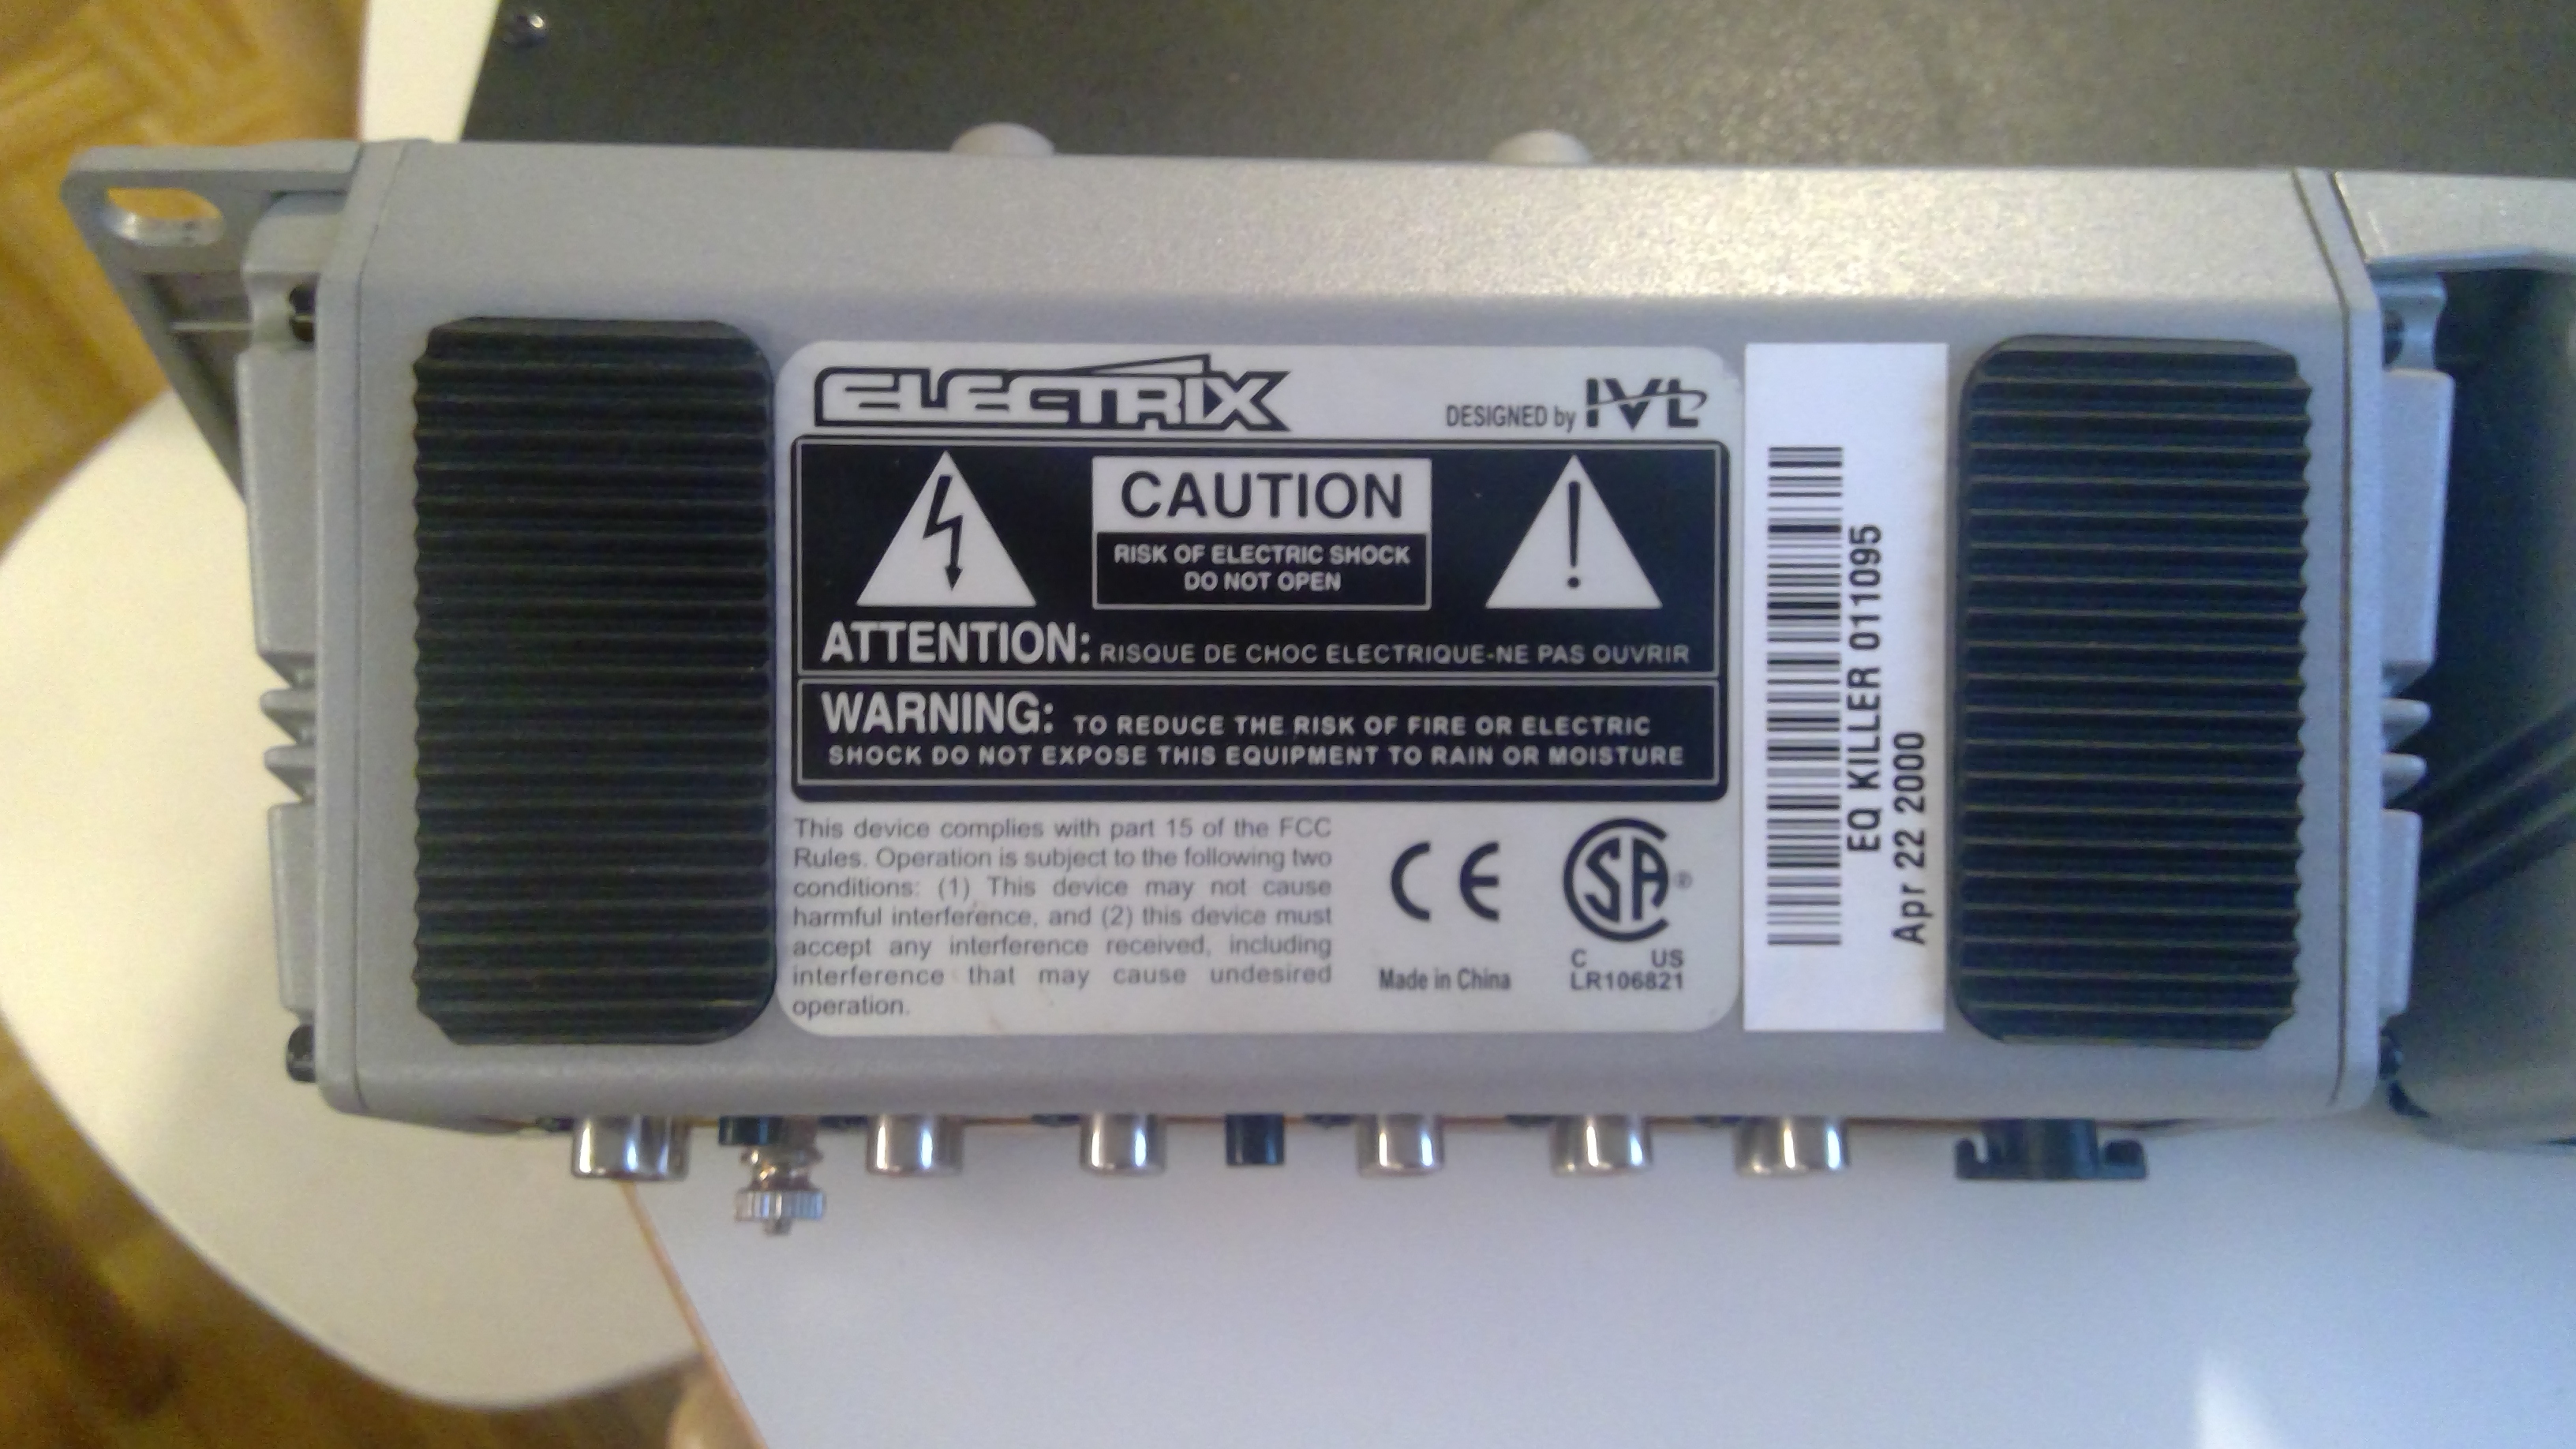 ELECTRIX
DESIGNED by IVL
CAUTION
RISK OF ELECTRIC SHOCK
DO NOT OPEN
ATTENTION: RISQUE DE CHOC ELECTRIQUE-NE PAS OUVRIR
WARNING: TO REDUCE THE RISK OF FIRE OR ELECTRIC
SHOCK DO NOT EXPOSE THIS EQUIPMENT TO RAIN OR MOISTURE
This device complies with part 15 of the FCC
Rules. Operation is subject to the following two
conditions: (1) This device may not cause
harmful interference, and (2) this device must
accept any interference received, including
interference that may cause undesired
operation.
CE
Made in China
CSA®
C US
LR106821
EQ KILLER 011095
Apr 22 2000